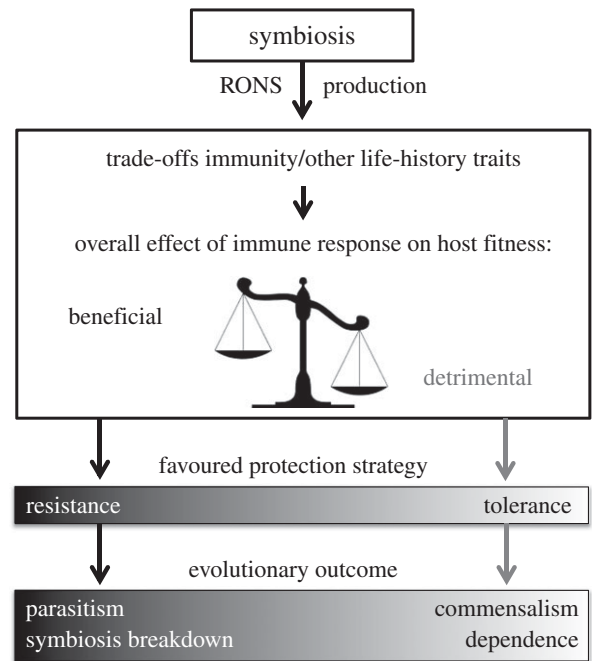 symbiosis
RONS production
trade-offs immunity/other life-history traits
overall effect of immune response on host fitness:
beneficial
detrimental
favoured protection strategy
resistance tolerance
evolutionary outcome
parasitism commensalism
symbiosis breakdown dependence